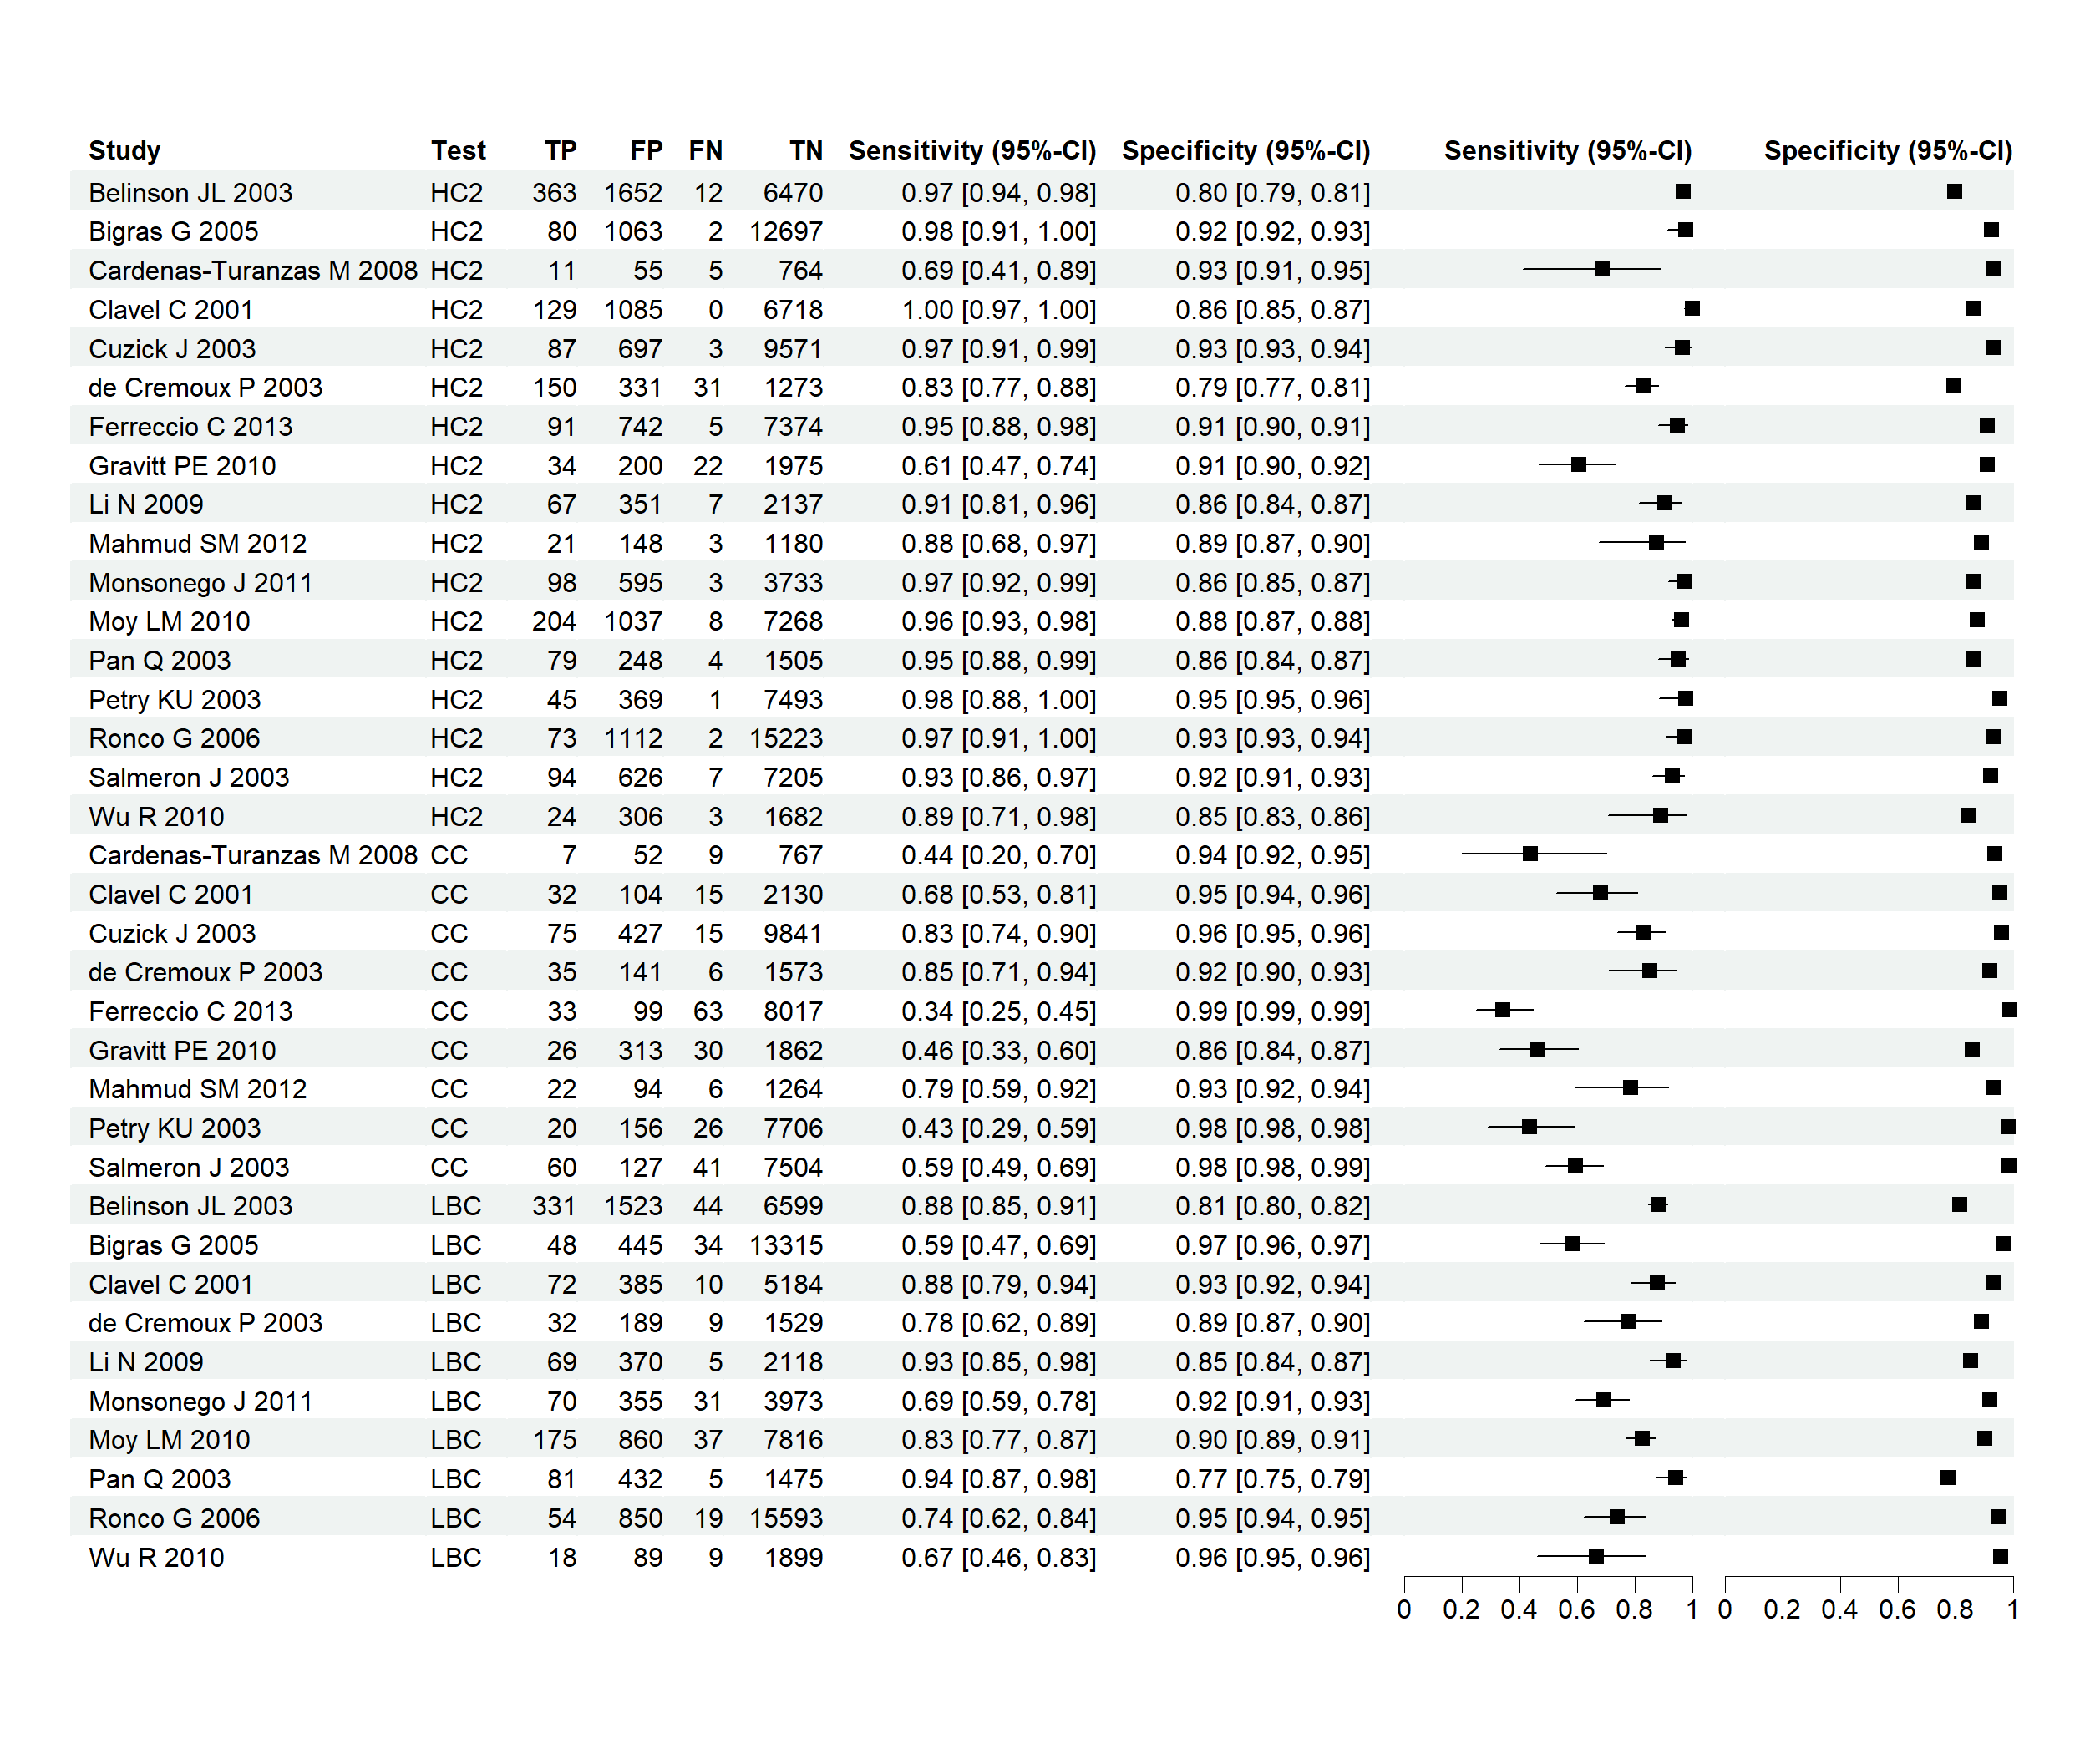 Study Test TP FP FN TN Sensitivity (95%-CI) Specificity (95%-CI) Sensitivity (95%-CI) Specificity (95%-CI)
Belinson JL 2003 HC2 363 1652 12 6470 0.97 [0.94, 0.98] 0.80 [0.79, 0.81]
Bigras G 2005 HC2 80 1063 2 12697 0.98 [0.91, 1.00] 0.92 [0.92, 0.93]
Cardenas-Turanzas M 2008 HC2 11 55 5 764 0.69 [0.41, 0.89] 0.93 [0.91, 0.95]
Clavel C 2001 HC2 129 1085 0 6718 1.00 [0.97, 1.00] 0.86 [0.85, 0.87]
Cuzick J 2003 HC2 87 697 3 9571 0.97 [0.91, 0.99] 0.93 [0.93, 0.94]
de Cremoux P 2003 HC2 150 331 31 1273 0.83 [0.77, 0.88] 0.79 [0.77, 0.81]
Ferreccio C 2013 HC2 91 742 5 7374 0.95 [0.88, 0.98] 0.91 [0.90, 0.91]
Gravitt PE 2010 HC2 34 200 22 1975 0.61 [0.47, 0.74] 0.91 [0.90, 0.92]
Li N 2009 HC2 67 351 7 2137 0.91 [0.81, 0.96] 0.86 [0.84, 0.87]
Mahmud SM 2012 HC2 21 148 3 1180 0.88 [0.68, 0.97] 0.89 [0.87, 0.90]
Monsonego J 2011 HC2 98 595 3 3733 0.97 [0.92, 0.99] 0.86 [0.85, 0.87]
Moy LM 2010 HC2 204 1037 8 7268 0.96 [0.93, 0.98] 0.88 [0.87, 0.88]
Pan Q 2003 HC2 79 248 4 1505 0.95 [0.88, 0.99] 0.86 [0.84, 0.87]
Petry KU 2003 HC2 45 369 1 7493 0.98 [0.88, 1.00] 0.95 [0.95, 0.96]
Ronco G 2006 HC2 73 1112 2 15223 0.97 [0.91, 1.00] 0.93 [0.93, 0.94]
Salmeron J 2003 HC2 94 626 7 7205 0.93 [0.86, 0.97] 0.92 [0.91, 0.93]
Wu R 2010 HC2 24 306 3 1682 0.89 [0.71, 0.98] 0.85 [0.83, 0.86]
Cardenas-Turanzas M 2008 CC 7 52 9 767 0.44 [0.20, 0.70] 0.94 [0.92, 0.95]
Clavel C 2001 CC 32 104 15 2130 0.68 [0.53, 0.81] 0.95 [0.94, 0.96]
Cuzick J 2003 CC 75 427 15 9841 0.83 [0.74, 0.90] 0.96 [0.95, 0.96]
de Cremoux P 2003 CC 35 141 6 1573 0.85 [0.71, 0.94] 0.92 [0.90, 0.93]
Ferreccio C 2013 CC 33 99 63 8017 0.34 [0.25, 0.45] 0.99 [0.99, 0.99]
Gravitt PE 2010 CC 26 313 30 1862 0.46 [0.33, 0.60] 0.86 [0.84, 0.87]
Mahmud SM 2012 CC 22 94 6 1264 0.79 [0.59, 0.92] 0.93 [0.92, 0.94]
Petry KU 2003 CC 20 156 26 7706 0.43 [0.29, 0.59] 0.98 [0.98, 0.98]
Salmeron J 2003 CC 60 127 41 7504 0.59 [0.49, 0.69] 0.98 [0.98, 0.99]
Belinson JL 2003 LBC 331 1523 44 6599 0.88 [0.85, 0.91] 0.81 [0.80, 0.82]
Bigras G 2005 LBC 48 445 34 13315 0.59 [0.47, 0.69] 0.97 [0.96, 0.97]
Clavel C 2001 LBC 72 385 10 5184 0.88 [0.79, 0.94] 0.93 [0.92, 0.94]
de Cremoux P 2003 LBC 32 189 9 1529 0.78 [0.62, 0.89] 0.89 [0.87, 0.90]
Li N 2009 LBC 69 370 5 2118 0.93 [0.85, 0.98] 0.85 [0.84, 0.87]
Monsonego J 2011 LBC 70 355 31 3973 0.69 [0.59, 0.78] 0.92 [0.91, 0.93]
Moy LM 2010 LBC 175 860 37 7816 0.83 [0.77, 0.87] 0.90 [0.89, 0.91]
Pan Q 2003 LBC 81 432 5 1475 0.94 [0.87, 0.98] 0.77 [0.75, 0.79]
Ronco G 2006 LBC 54 850 19 15593 0.74 [0.62, 0.84] 0.95 [0.94, 0.95]
Wu R 2010 LBC 18 89 9 1899 0.67 [0.46, 0.83] 0.96 [0.95, 0.96]
0 0.2 0.4 0.6 0.8 1 0 0.2 0.4 0.6 0.8 1